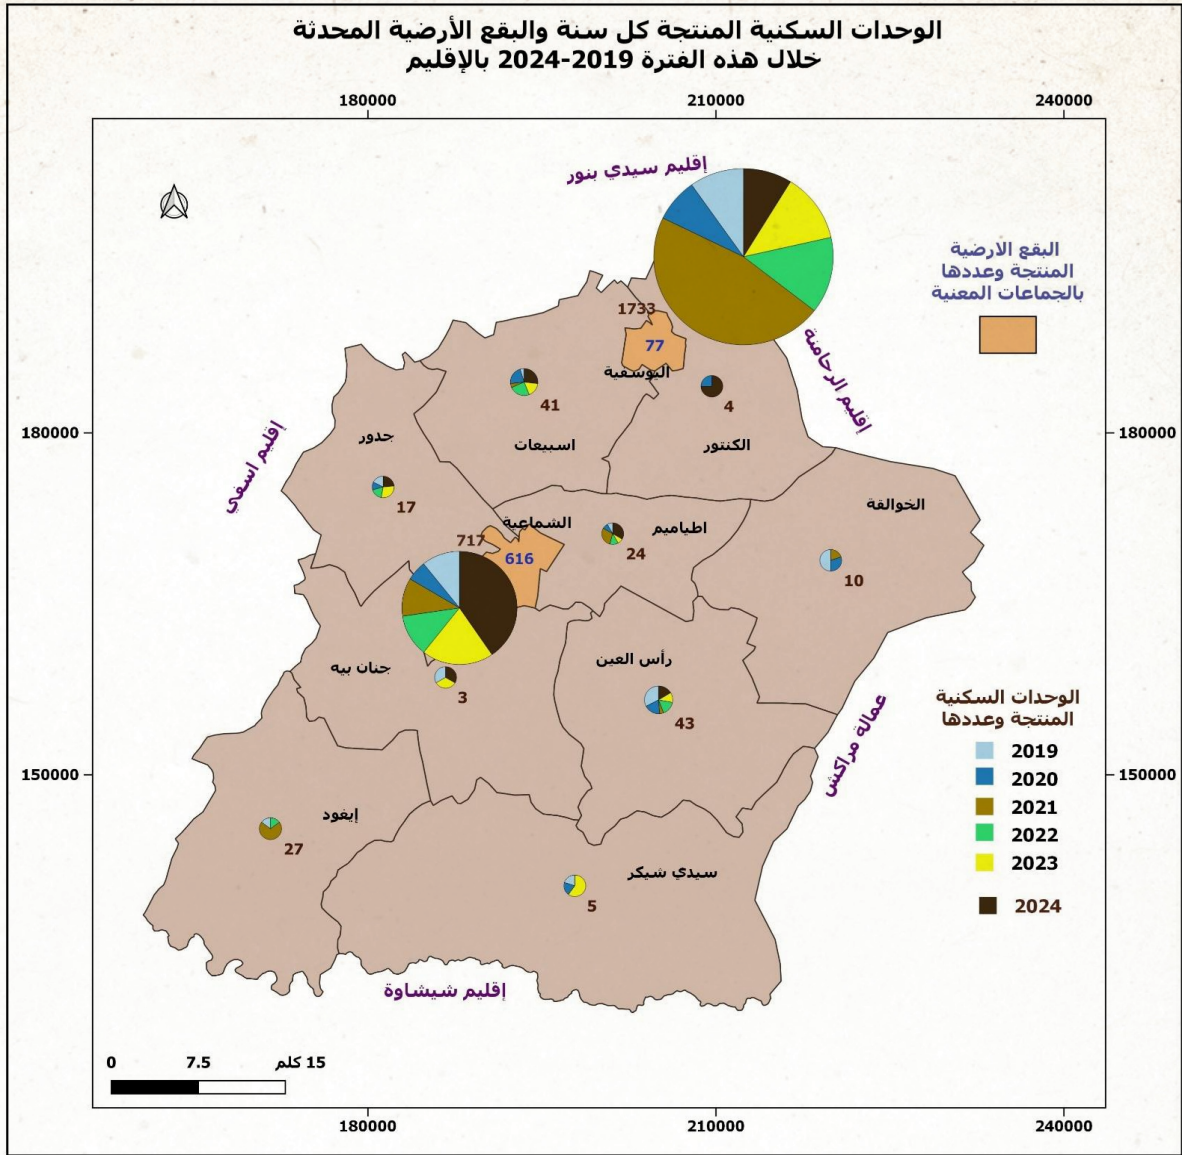 الوحدات السكنية المنتجة كل سنة والبقع الأرضية المحدثة
خلال هذه الفترة 2019-2024 بالإقليم
180000
210000
240000
إقليم سيدي بنور
البقع الارضية
المنتجة وعددها
بالجماعات المعنية
1733
77
اليوسفية
إقليم الرحامنة
41
4
180000
180000
إقليم اسفي
جدور
اسبيعات
الكنتور
الخوالقة
17
الشماعية
اطياميم
717
616
24
10
جنان بيه
رأس العين
3
43
الوحدات السكنية
المنتجة وعددها
2019
2020
2021
2022
2023
2024
عمالة مراكش
150000
150000
إيغود
27
سيدي شيكر
5
إقليم شيشاوة
0
7.5
15 كلم
180000
210000
240000